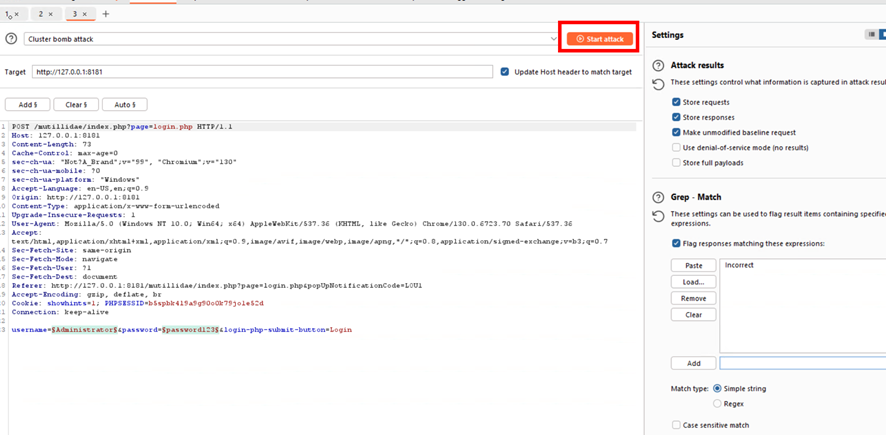 1 × 2 × 3 × +
Cluster bomb attack
Start attack
Target http://127.0.0.1:8181
Update Host header to match target
Add § Clear § Auto §
1 POST /mutillidae/index.php?page=login.php HTTP/1.1
2 Host: 127.0.0.1:8181
3 Content-Length: 73
4 Cache-Control: max-age=0
5 sec-ch-ua: "Not?A_Brand";v="99", "Chromium";v="130"
6 sec-ch-ua-mobile: ?0
7 sec-ch-ua-platform: "Windows"
8 Accept-Language: en-US,en;q=0.9
9 Origin: http://127.0.0.1:8181
10 Content-Type: application/x-www-form-urlencoded
11 Upgrade-Insecure-Requests: 1
12 User-Agent: Mozilla/5.0 (Windows NT 10.0; Win64; x64) AppleWebKit/537.36 (KHTML, like Gecko) Chrome/130.0.6723.70 Safari/537.36
13 Accept:
text/html,application/xhtml+xml,application/xml;q=0.9,image/avif,image/webp,image/apng,*/*;q=0.8,application/signed-exchange;v=b3;q=0.7
14 Sec-Fetch-Site: same-origin
15 Sec-Fetch-Mode: navigate
16 Sec-Fetch-User: ?1
17 Sec-Fetch-Dest: document
18 Referer: http://127.0.0.1:8181/mutillidae/index.php?page=login.php&popUpNotificationCode=LOU1
19 Accept-Encoding: gzip, deflate, br
20 Cookie: showhints=1;
21 Connection: keep-alive
22
23 username=§Administrator§&password=§password123§&login-php-submit-button=Login
Settings
Attack results
These settings control what information is captured in attack
Store requests
Store responses
Make unmodified baseline request
Use denial-of-service mode (no results)
Store full payloads
Grep - Match
These settings can be used to flag result items containing
expressions.
Flag responses matching these expressions:
Paste
Load...
Remove
Clear
Incorrect
Add
Match type: Simple string
Regex
Case sensitive match